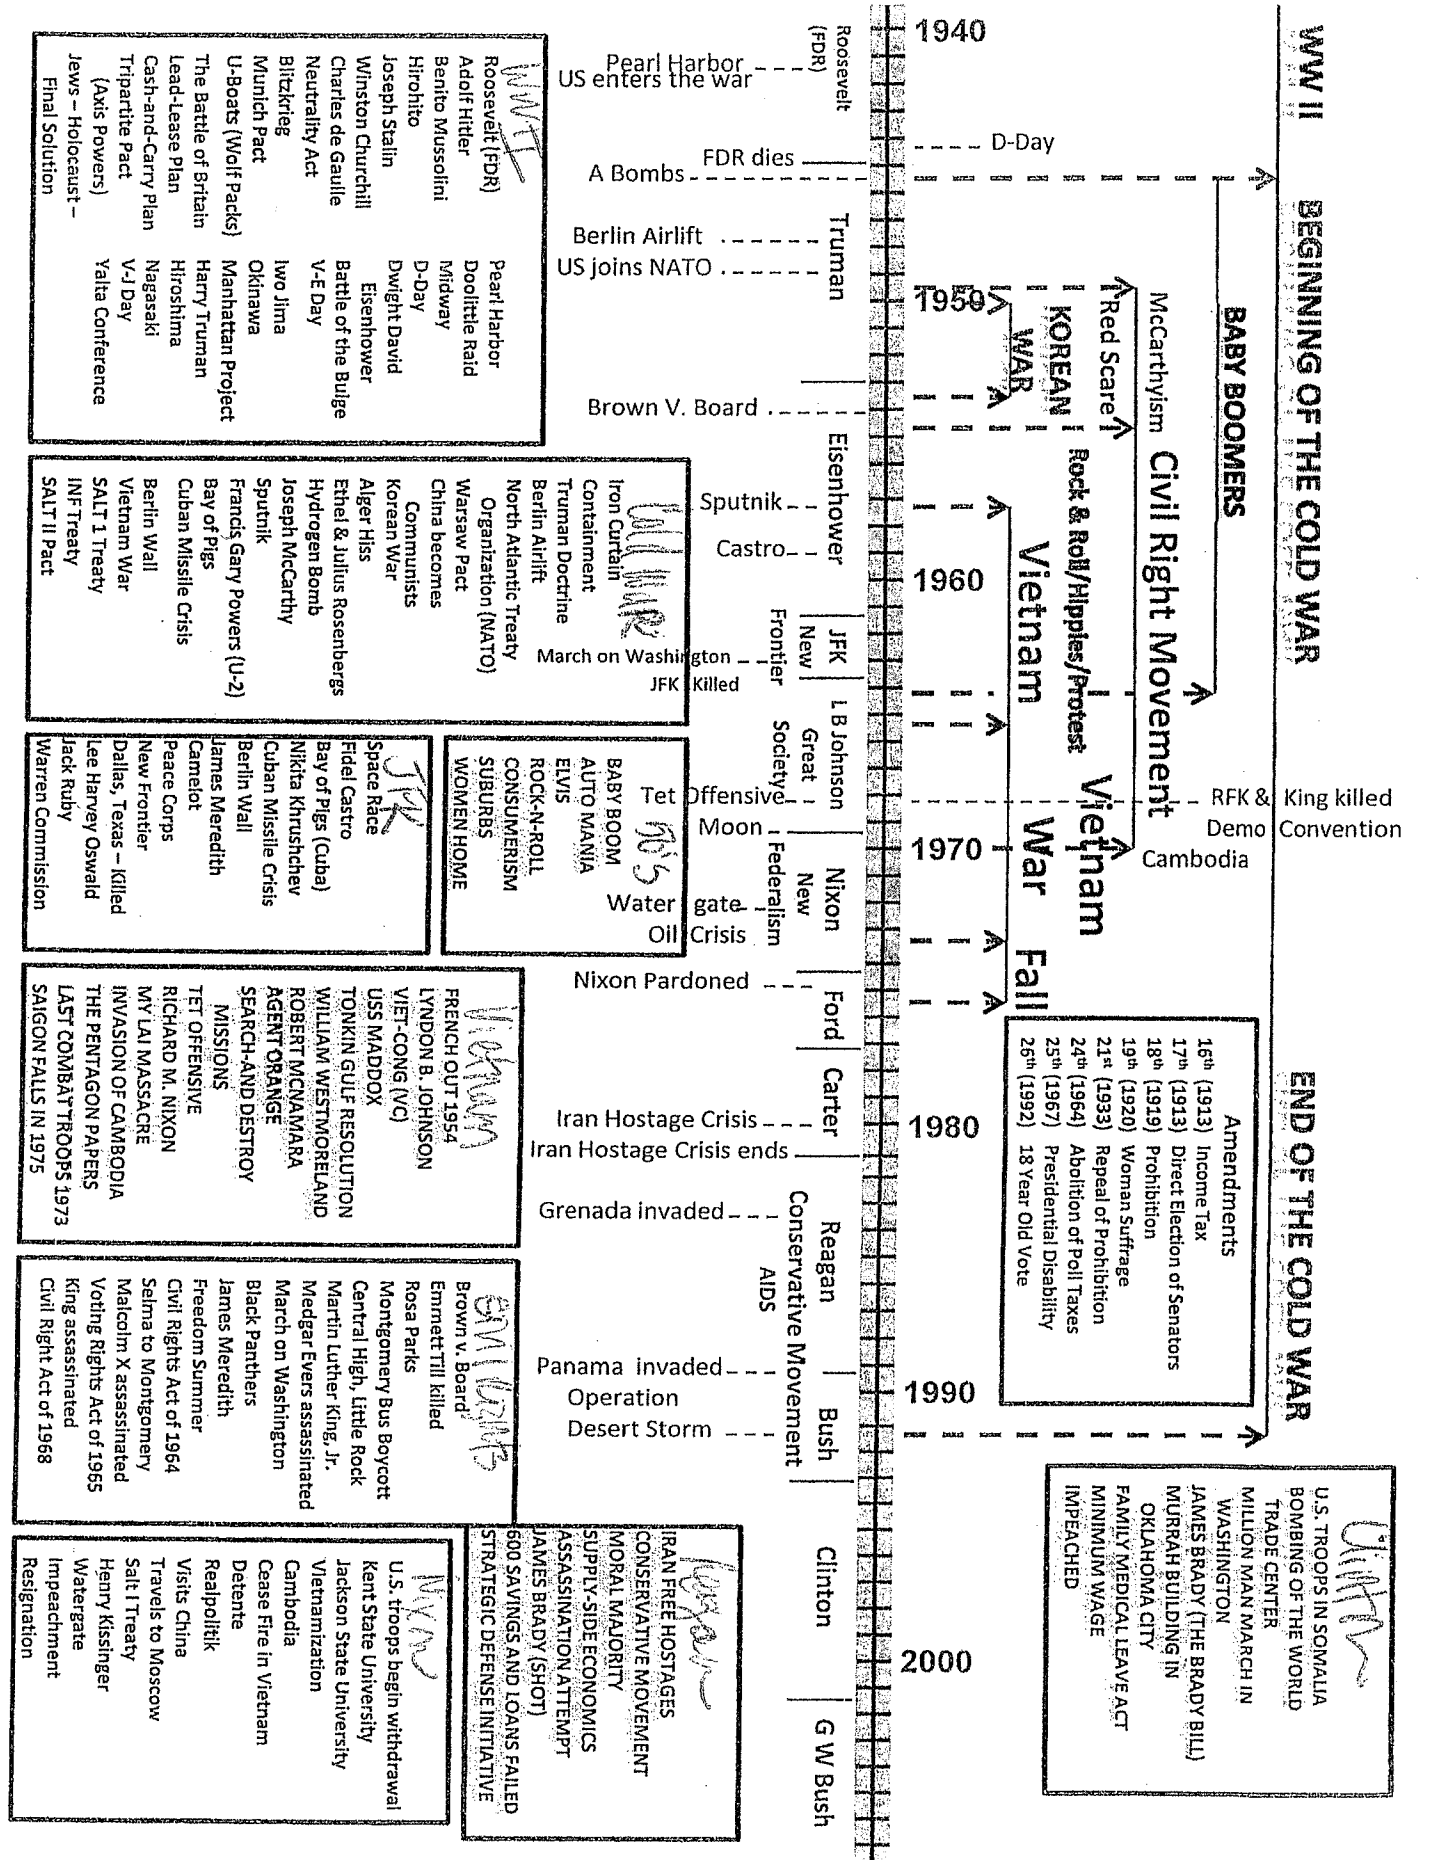 WW II
BEGINNING OF THE COLD WAR
END OF THE COLD WAR
BABY BOOMERS
McCarthyism
Civil Right Movement
Red Scare
Rock & Roll/Hippies/Protest
KOREAN
WAR
Vietnam
Vietnam
War
Fall
D-Day
RFK & King killed
Demo Convention
Cambodia
1940
1950
1960
1970
1980
1990
2000
Roosevelt
(FDR)
Truman
Eisenhower
JFK
New
Frontier
L B Johnson
Great
Society
Nixon
New
Federalism
Ford
Carter
Reagan
Conservative Movement
AIDS
Bush
Clinton
G W Bush
Pearl Harbor
US enters the war
FDR dies
A Bombs
Berlin Airlift
US joins NATO
Brown V. Board
Sputnik
Castro
March on Washington
JFK Killed
Tet Offensive
Moon
Water gate
Oil Crisis
Nixon Pardoned
Iran Hostage Crisis
Iran Hostage Crisis ends
Grenada invaded
Panama invaded
Operation
Desert Storm
Amendments
16th (1913) Income Tax
17th (1913) Direct Election of Senators
18th (1919) Prohibition
19th (1920) Woman Suffrage
21st (1933) Repeal of Prohibition
24th (1964) Abolition of Poll Taxes
25th (1967) Presidential Disability
26th (1992) 18 Year Old Vote
Clinton
U.S. TROOPS IN SOMALIA
BOMBING OF THE WORLD
TRADE CENTER
MILLION MAN MARCH IN
WASHINGTON
JAMES BRADY (THE BRADY BILL)
MURRAH BUILDING IN
OKLAHOMA CITY
FAMILY MEDICAL LEAVE ACT
MINIMUM WAGE
IMPEACHED
WWII
Roosevelt (FDR)
Adolf Hitler
Benito Mussolini
Hirohito
Joseph Stalin
Winston Churchill
Charles de Gaulle
Neutrality Act
Blitzkrieg
Munich Pact
U-Boats (Wolf Packs)
The Battle of Britain
Lead-Lease Plan
Cash-and-Carry Plan
Tripartite Pact
(Axis Powers)
Jews – Holocaust –
Final Solution
Pearl Harbor
Doolittle Raid
Midway
D-Day
Dwight David
Eisenhower
Battle of the Bulge
V-E Day
Iwo Jima
Okinawa
Manhattan Project
Harry Truman
Hiroshima
Nagasaki
V-J Day
Yalta Conference
Cold War
Iron Curtain
Containment
Truman Doctrine
Berlin Airlift
North Atlantic Treaty
Organization (NATO)
Warsaw Pact
China becomes
Communists
Korean War
Alger Hiss
Ethel & Julius Rosenbergs
Hydrogen Bomb
Joseph McCarthy
Sputnik
Francis Gary Powers (U-2)
Bay of Pigs
Cuban Missile Crisis
Berlin Wall
Vietnam War
SALT 1 Treaty
INF Treaty
SALT II Pact
50's
BABY BOOM
AUTO MANIA
ELVIS
ROCK-N-ROLL
CONSUMERISM
SUBURBS
WOMEN HOME
JFK
Space Race
Fidel Castro
Bay of Pigs (Cuba)
Nikita Khrushchev
Cuban Missile Crisis
Berlin Wall
James Meredith
Camelot
Peace Corps
New Frontier
Dallas, Texas – Killed
Lee Harvey Oswald
Jack Ruby
Warren Commission
Vietnam
FRENCH OUT 1954
LYNDON B. JOHNSON
VIET-CONG (VC)
USS MADDOX
TONKIN GULF RESOLUTION
WILLIAM WESTMORELAND
ROBERT MCNAMARA
AGENT ORANGE
SEARCH-AND DESTROY
MISSIONS
TET OFFENSIVE
RICHARD M. NIXON
MY LAI MASSACRE
INVASION OF CAMBODIA
THE PENTAGON PAPERS
LAST COMBAT TROOPS 1973
SAIGON FALLS IN 1975
Civil Rights
Brown v. Board
Emmett Till killed
Rosa Parks
Montgomery Bus Boycott
Central High, Little Rock
Martin Luther King, Jr.
Medgar Evers assassinated
March on Washington
Black Panthers
James Meredith
Freedom Summer
Civil Rights Act of 1964
Selma to Montgomery
Malcolm X assassinated
Voting Rights Act of 1965
King assassinated
Civil Right Act of 1968
Reagan
IRAN FREE HOSTAGES
CONSERVATIVE MOVEMENT
MORAL MAJORITY
SUPPLY-SIDE ECONOMICS
ASSASSINATION ATTEMPT
JAMES BRADY (SHOT)
600 SAVINGS AND LOANS FAILED
STRATEGIC DEFENSE INITIATIVE
Nixon
U.S. troops begin withdrawal
Kent State University
Jackson State University
Vietnamization
Cambodia
Cease Fire in Vietnam
Detente
Realpolitik
Visits China
Travels to Moscow
Salt I Treaty
Henry Kissinger
Watergate
Impeachment
Resignation